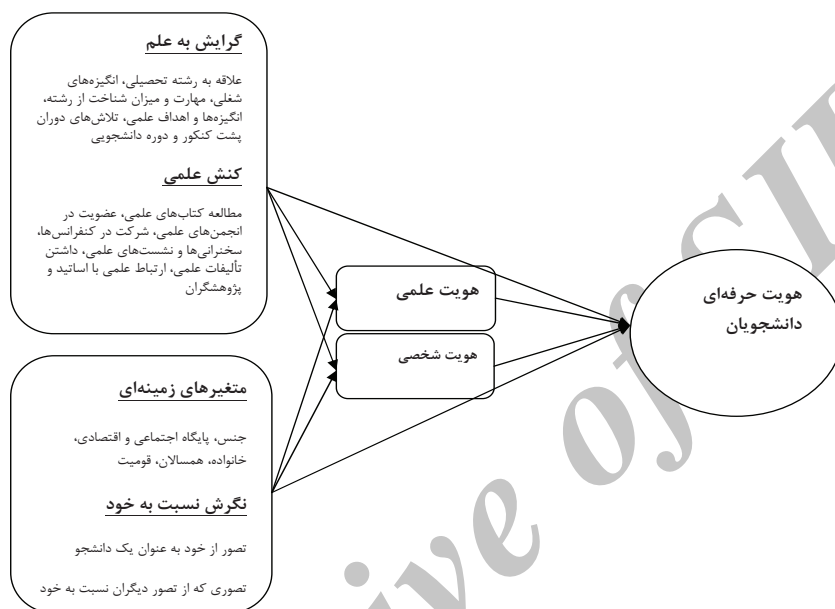 گرایش به علم
علاقه به رشته تحصیلی، انگیزه‌های
شغلی، مهارت و میزان شناخت از رشته،
انگیزه‌ها و اهداف علمی، تلاش‌های دوران
پشت کنکور و دوره دانشجویی
کنش علمی
مطالعه کتاب‌های علمی، عضویت در
انجمن‌های علمی، شرکت در کنفرانس‌ها،
سخنرانی‌ها و نشست‌های علمی، داشتن
تألیفات علمی، ارتباط علمی با اساتید و
پژوهشگران
هویت علمی
هویت شخصی
هویت حرفه‌ای
دانشجویان
متغیرهای زمینه‌ای
جنس، پایگاه اجتماعی و اقتصادی،
خانواده، همسالان، قومیت
نگرش نسبت به خود
تصور از خود به عنوان یک دانشجو
تصوری که از تصور دیگران نسبت به خود
ive of SI